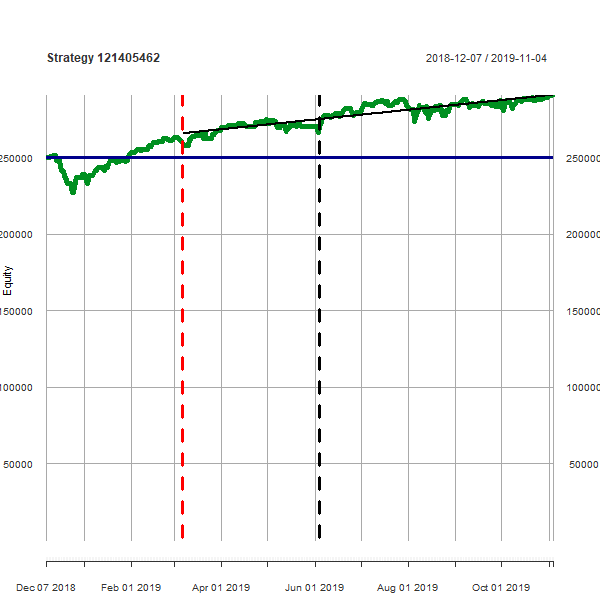 Strategy 121405462
2018-12-07 / 2019-11-04
Equity
250000
250000
200000
200000
150000
150000
100000
100000
50000
50000
Dec 07 2018
Feb 01 2019
Apr 01 2019
Jun 01 2019
Aug 01 2019
Oct 01 2019